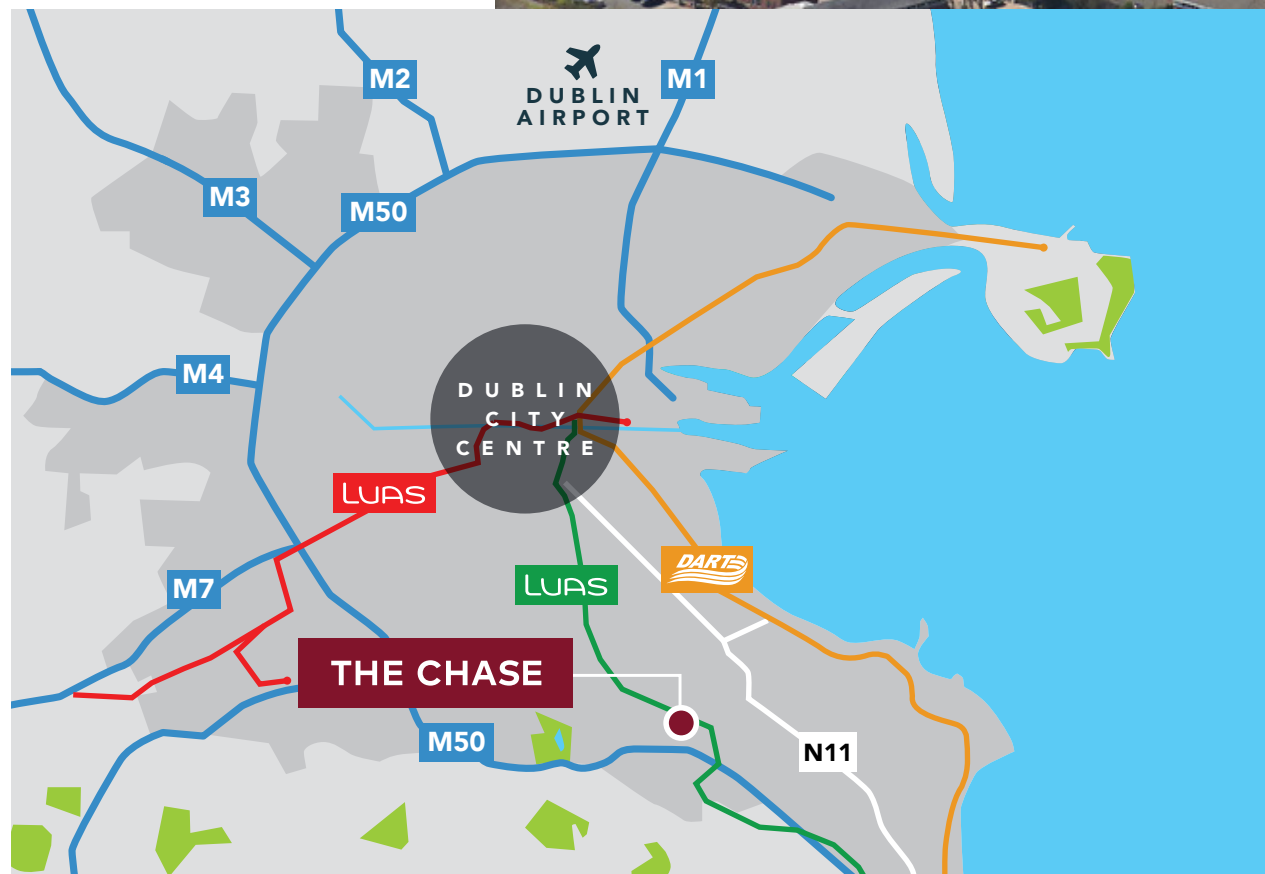 M2
M1
DUBLIN
AIRPORT
M3
M50
M4
DUBLIN
CITY
CENTRE
LUAS
DART
M7
LUAS
THE CHASE
M50
N11